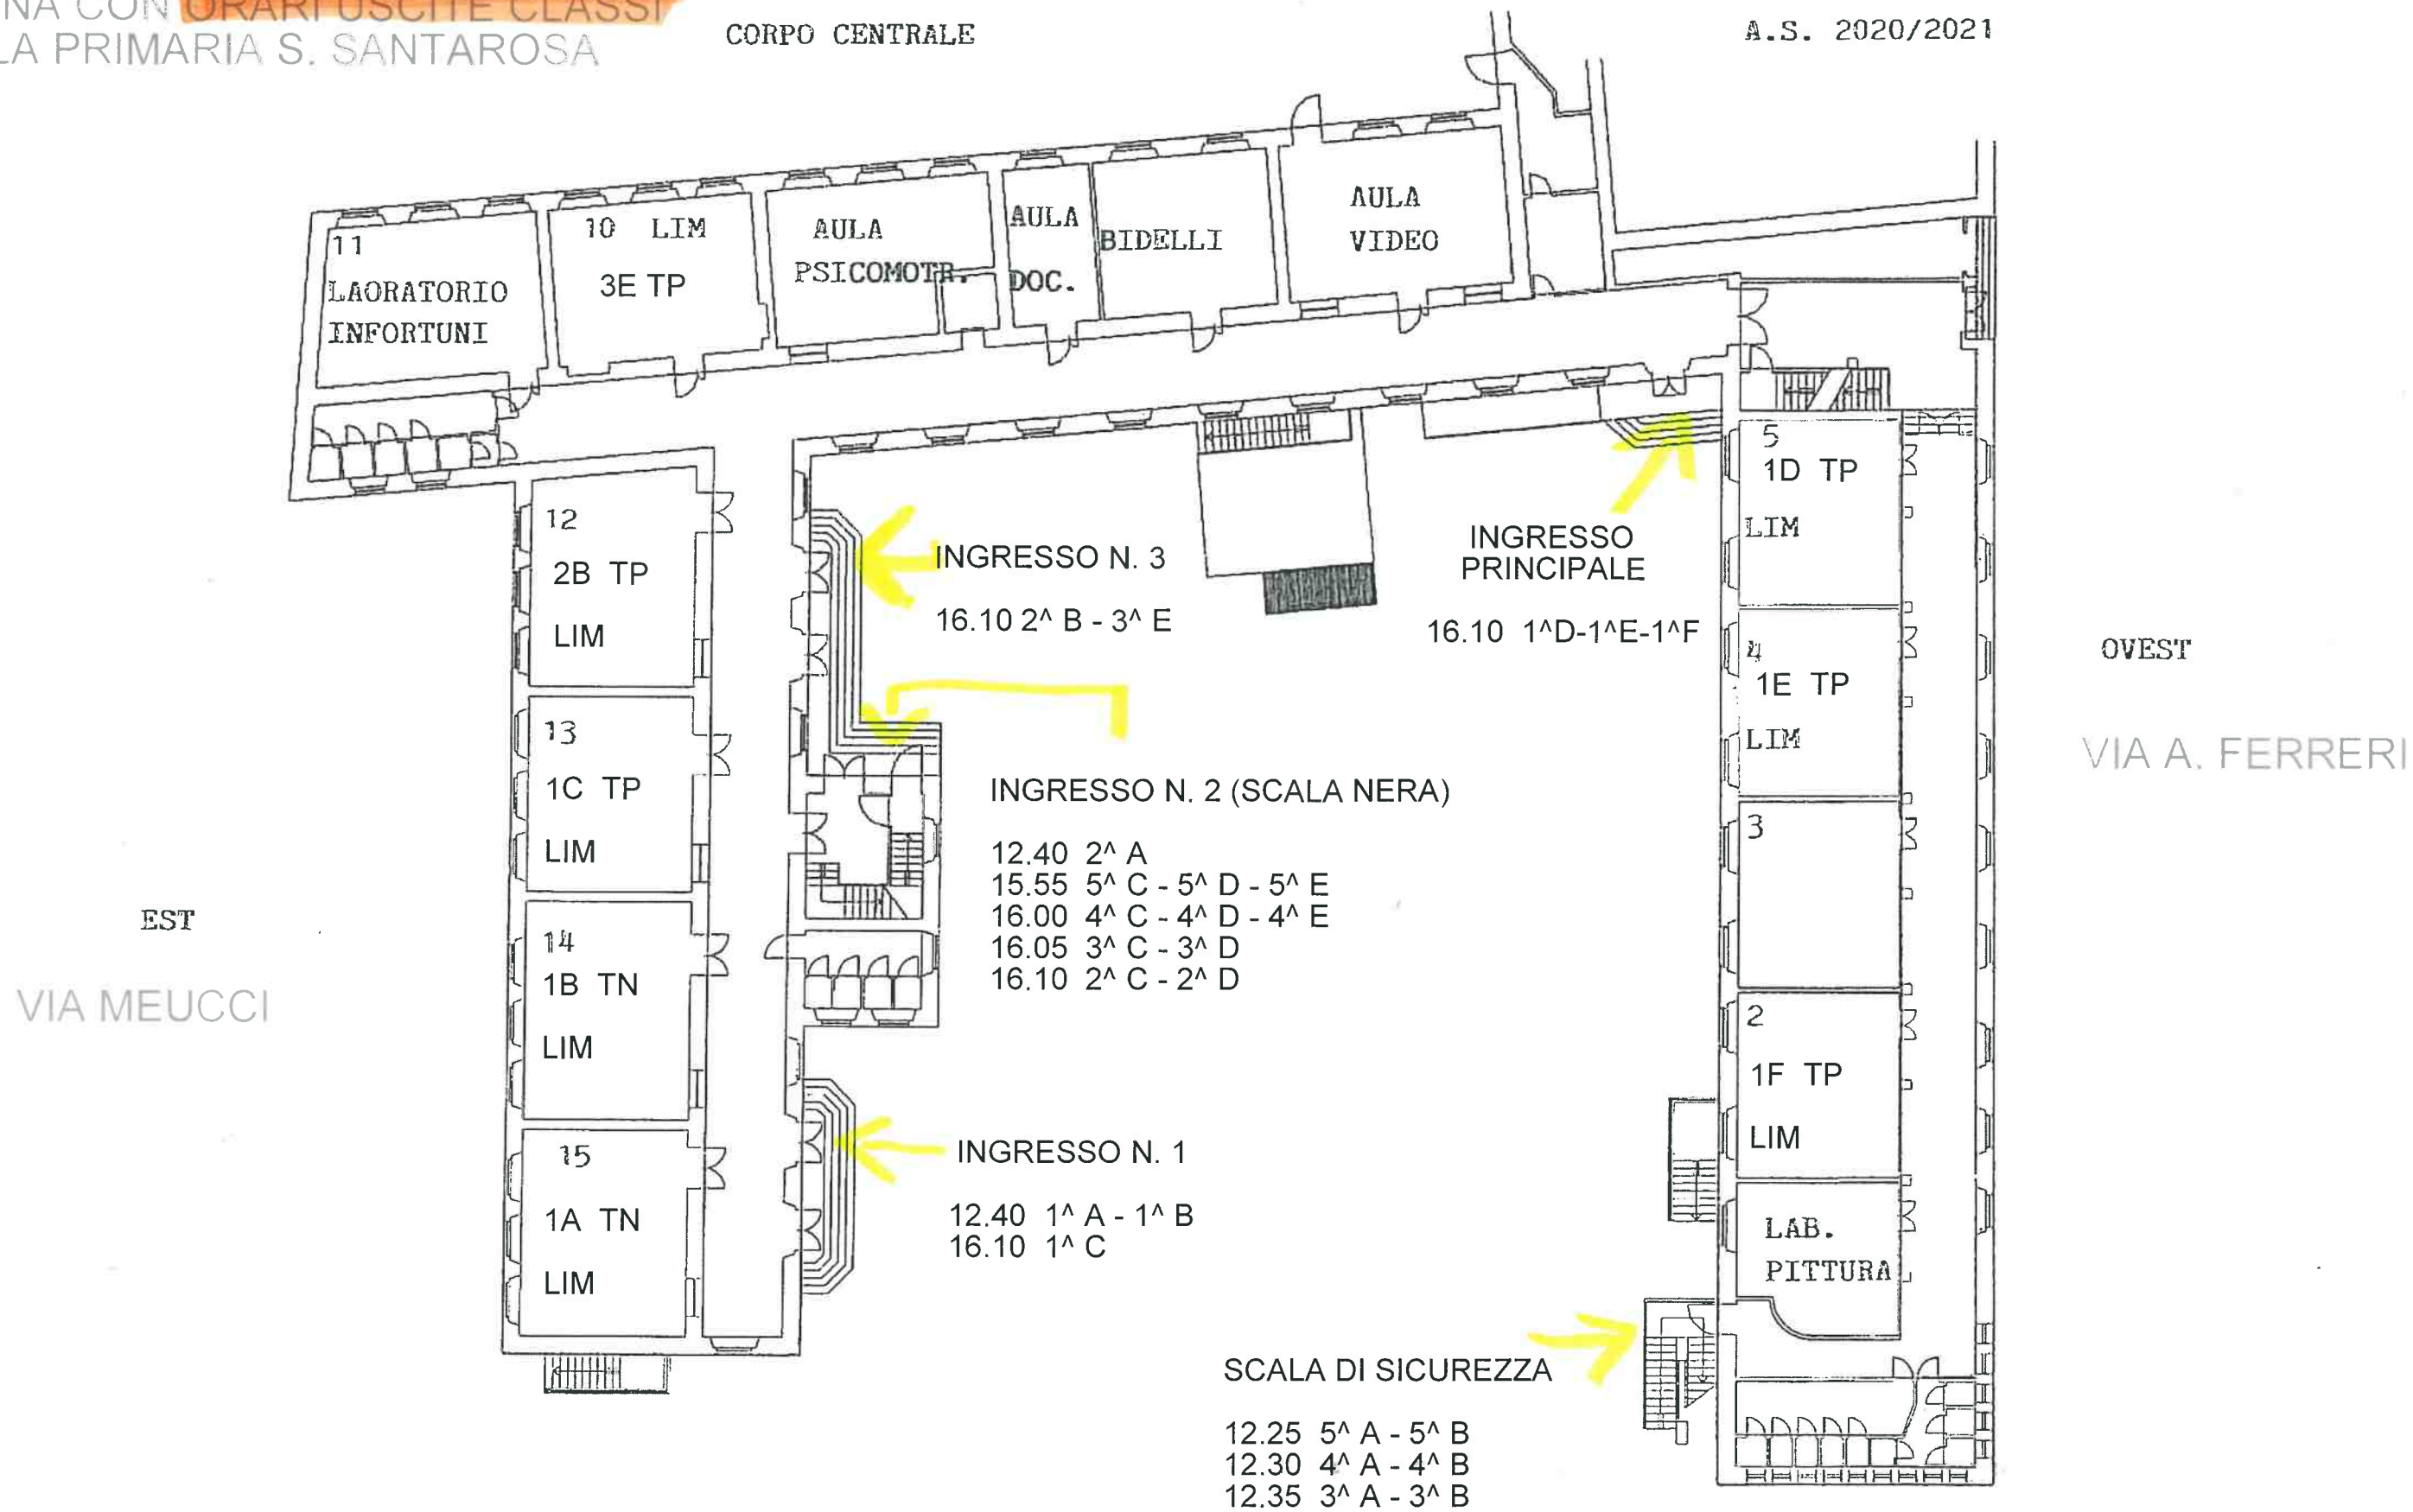 CON ORARI USCITE CLASSI
PRIMARIA S. SANTAROSA
CORPO CENTRALE
A.S. 2020/2021
11
LAORATORIO
INFORTUNI
10 LIM
3E TP
AULA
PSICOMOTR.
AULA
DOC.
BIDELLI
AULA
VIDEO
12
2B TP
LIM
13
1C TP
LIM
14
1B TN
LIM
15
1A TN
LIM
EST
VIA MEUCCI
INGRESSO N. 3
16.10 2^ B - 3^ E
INGRESSO
PRINCIPALE
16.10 1^D-1^E-1^F
INGRESSO N. 2 (SCALA NERA)
12.40 2^ A
15.55 5^ C - 5^ D - 5^ E
16.00 4^ C - 4^ D - 4^ E
16.05 3^ C - 3^ D
16.10 2^ C - 2^ D
INGRESSO N. 1
12.40 1^ A - 1^ B
16.10 1^ C
SCALA DI SICUREZZA
12.25 5^ A - 5^ B
12.30 4^ A - 4^ B
12.35 3^ A - 3^ B
5
1D TP
LIM
4
1E TP
LIM
3
2
1F TP
LIM
LAB.
PITTURA
OVEST
VIA A. FERRERI